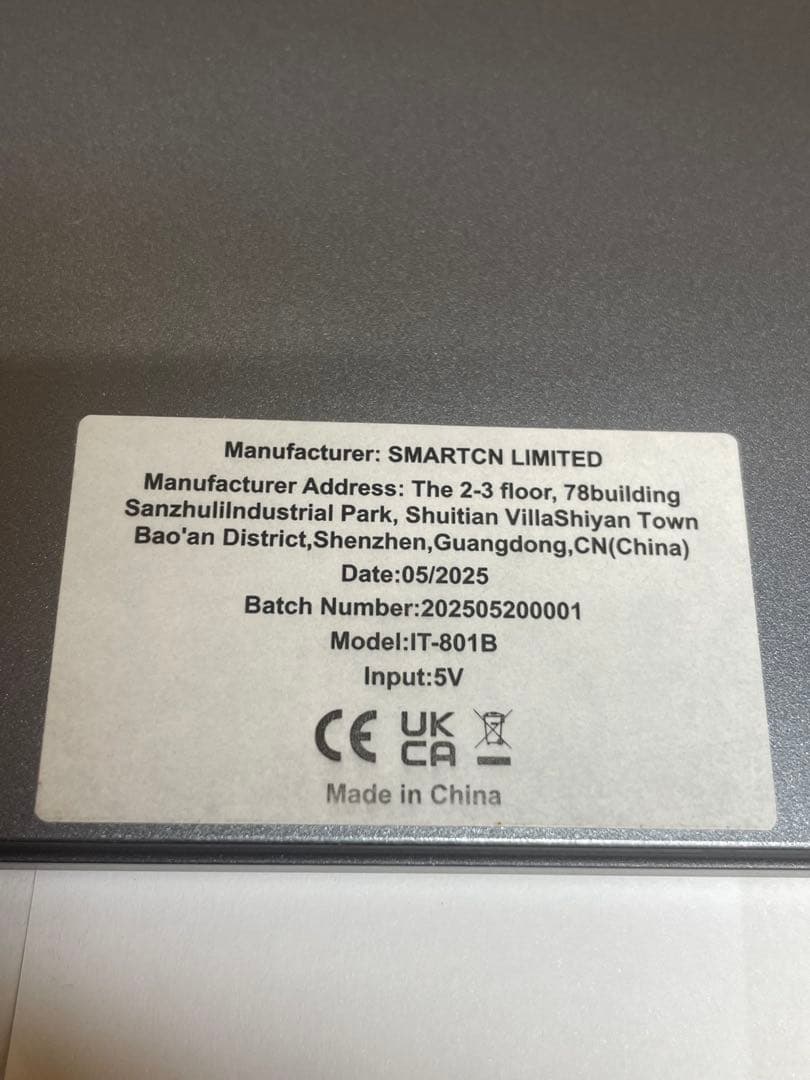 Manufacturer: SMARTCN LIMITED
Manufacturer Address: The 2-3 floor, 78building
SanzhuliIndustrial Park, Shuitian VillaShiyan Town
Bao'an District,Shenzhen,Guangdong,CN(China)
Date:05/2025
Batch Number:202505200001
Model:IT-801B
Input:5V
CE UK
CA
Made in China